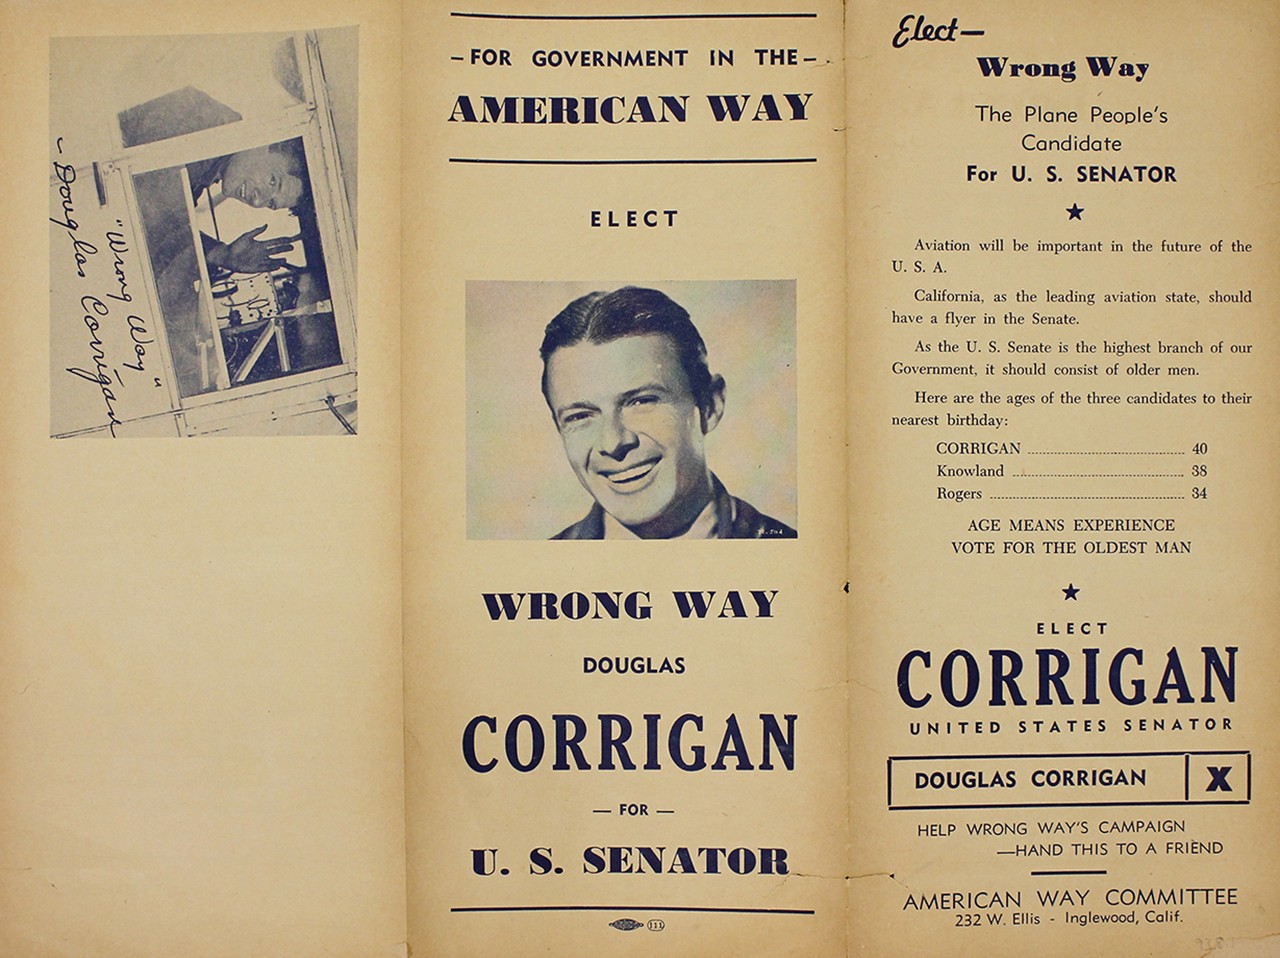 "Wrong Way"
- Douglas Corrigan
– FOR GOVERNMENT IN THE –
AMERICAN WAY
ELECT
WRONG WAY
DOUGLAS
CORRIGAN
— FOR —
U. S. SENATOR
111
Elect—
Wrong Way
The Plane People's
Candidate
For U. S. SENATOR
★
Aviation will be important in the future of the
U. S. A.
California, as the leading aviation state, should
have a flyer in the Senate.
As the U. S. Senate is the highest branch of our
Government, it should consist of older men.
Here are the ages of the three candidates to their
nearest birthday:
CORRIGAN ........................................ 40
Knowland ........................................... 38
Rogers ................................................ 34
AGE MEANS EXPERIENCE
VOTE FOR THE OLDEST MAN
★
ELECT
CORRIGAN
UNITED STATES SENATOR
DOUGLAS CORRIGAN X
HELP WRONG WAY'S CAMPAIGN
—HAND THIS TO A FRIEND
AMERICAN WAY COMMITTEE
232 W. Ellis - Inglewood, Calif.